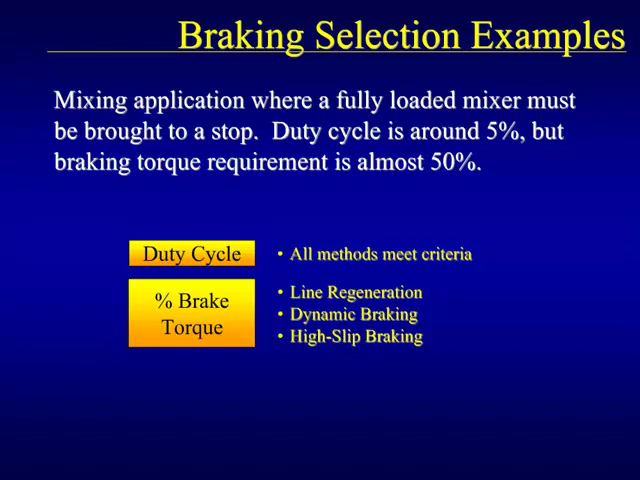 Braking Selection Examples
Mixing application where a fully loaded mixer must
be brought to a stop.  Duty cycle is around 5%, but
braking torque requirement is almost 50%.
Duty Cycle
• All methods meet criteria
% Brake
Torque
• Line Regeneration
• Dynamic Braking
• High-Slip Braking